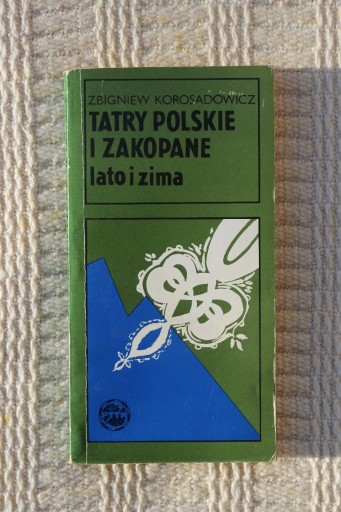 ZBIGNIEW KOROSADOWICZ
TATRY POLSKIE
I ZAKOPANE
lato i zima